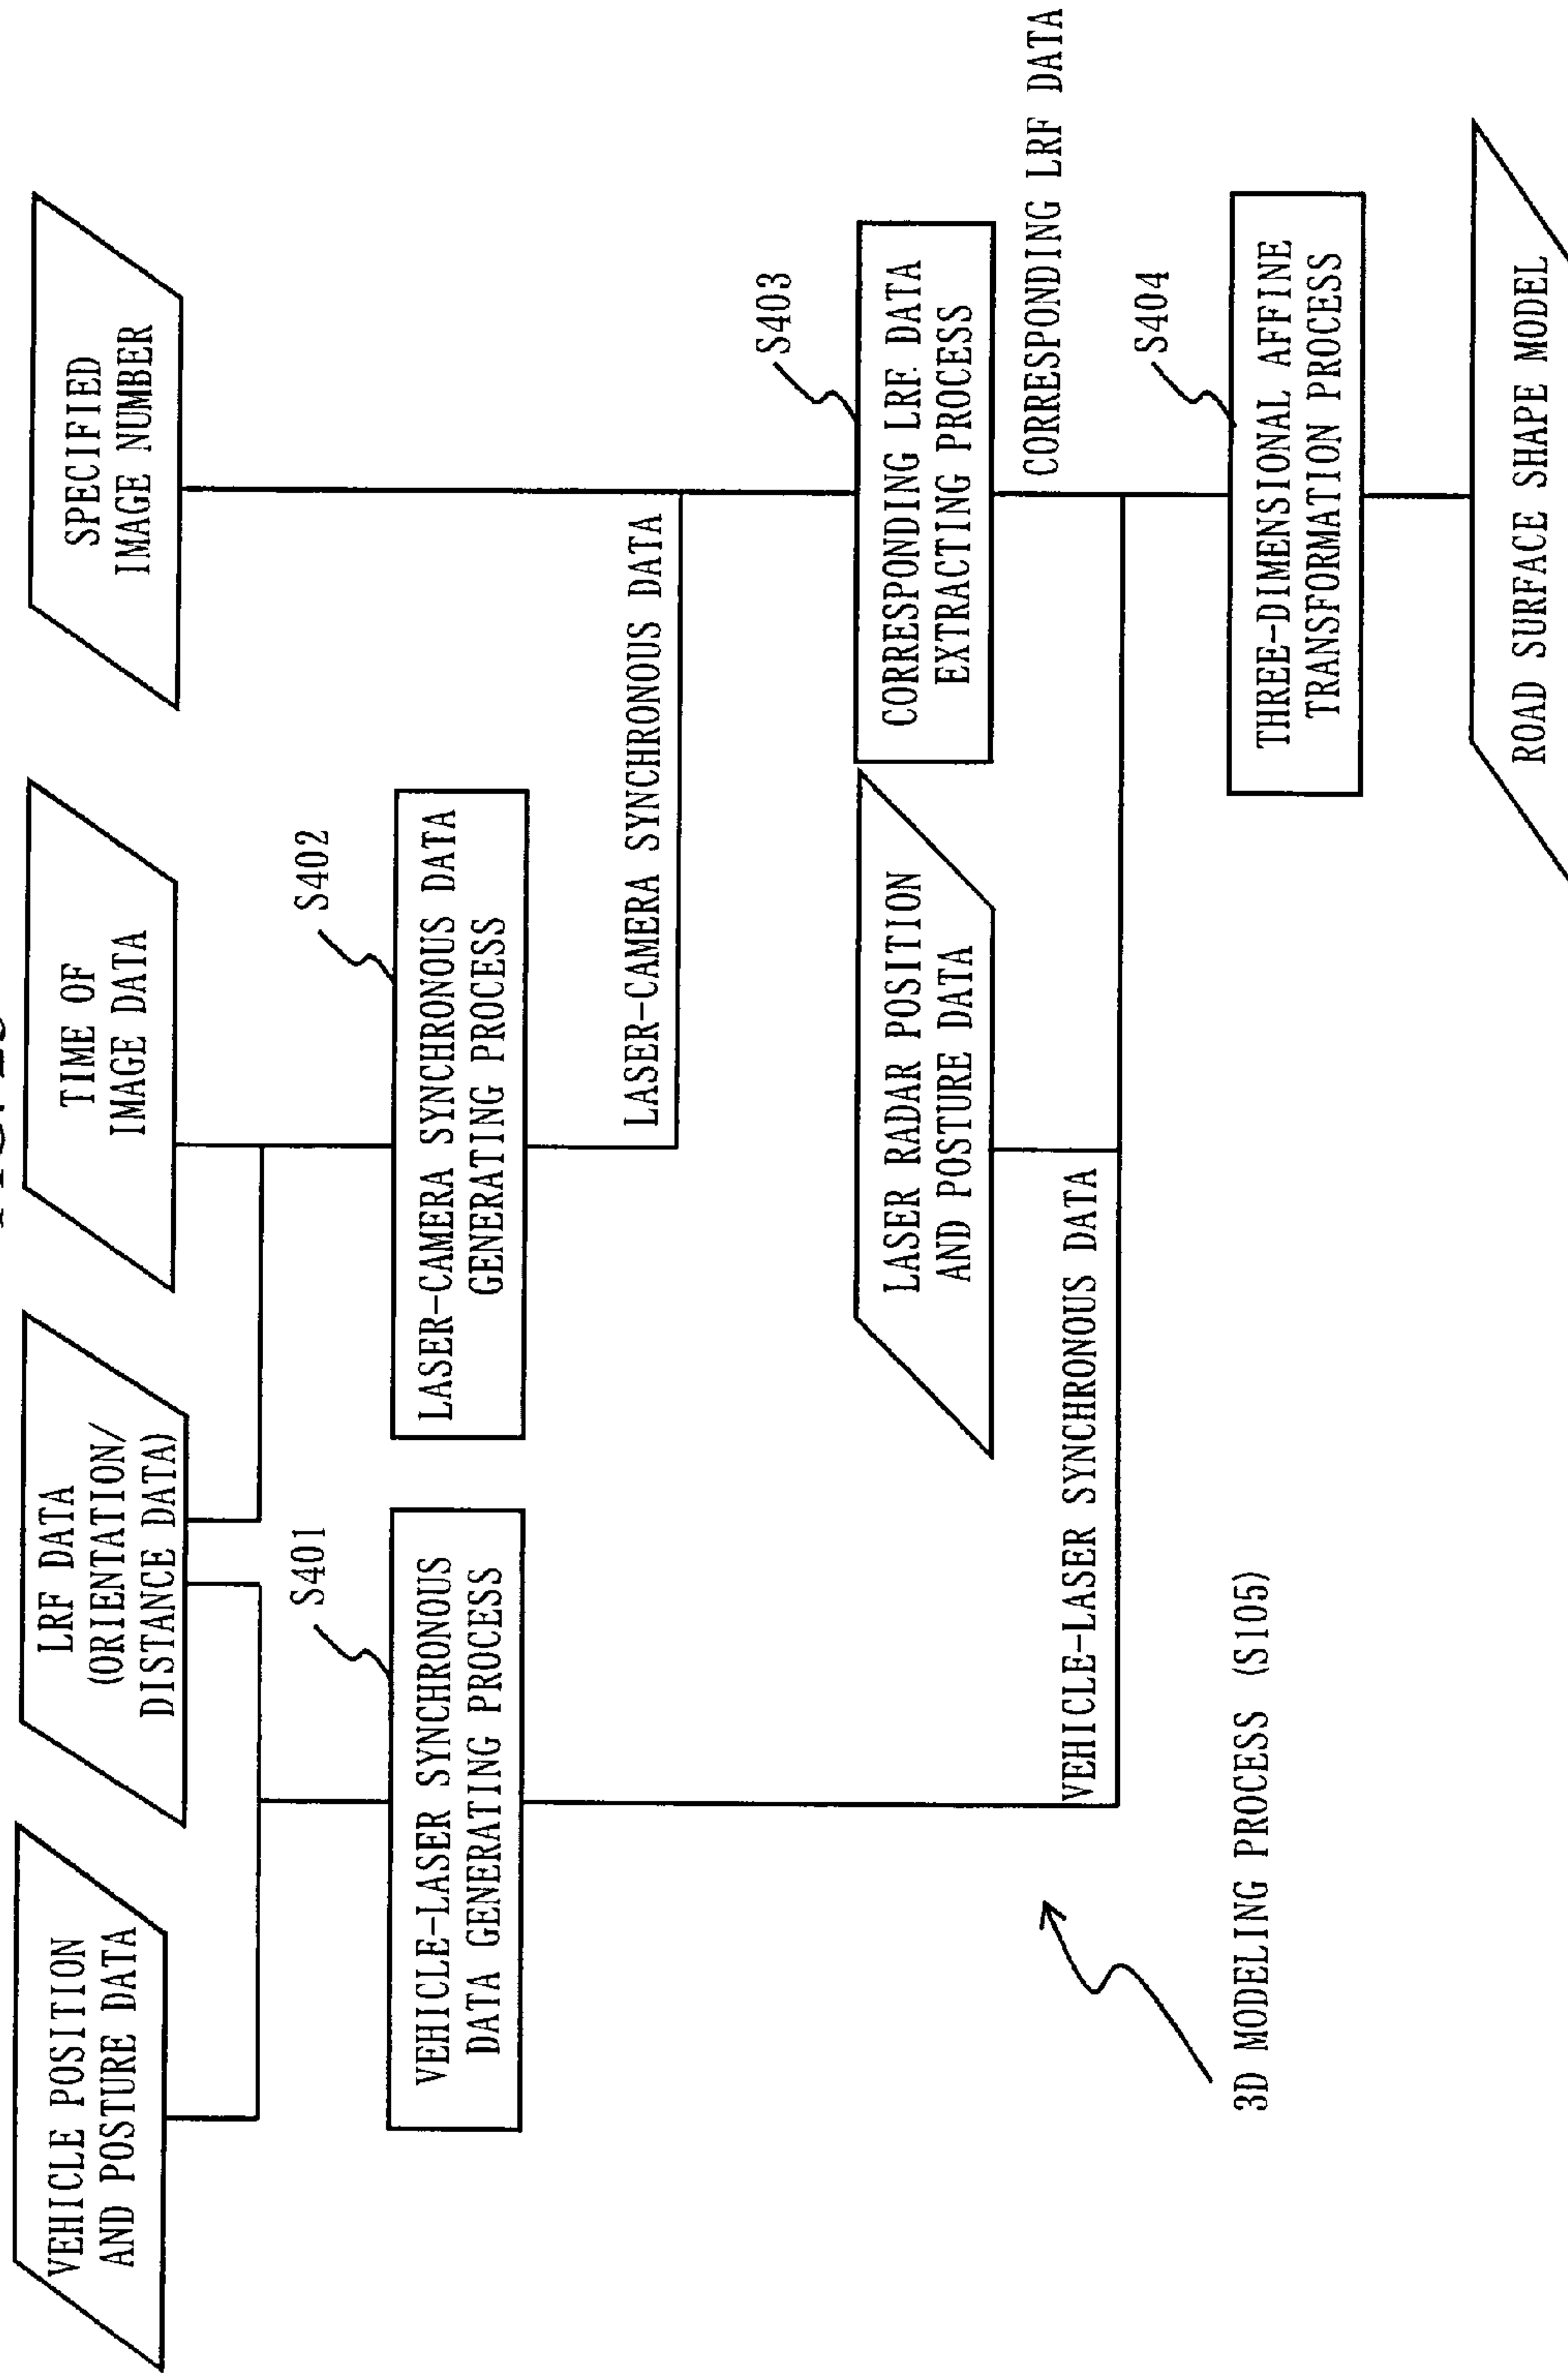 VEHICLE POSITION
AND POSTURE DATA
LRF DATA
(ORIENTATION/
DISTANCE DATA)
TIME OF
IMAGE DATA
SPECIFIED
IMAGE NUMBER
S401
VEHICLE-LASER SYNCHRONOUS
DATA GENERATING PROCESS
S402
LASER-CAMERA SYNCHRONOUS DATA
GENERATING PROCESS
LASER-CAMERA SYNCHRONOUS DATA
LASER RADAR POSITION
AND POSTURE DATA
S403
CORRESPONDING LRF DATA
EXTRACTING PROCESS
CORRESPONDING LRF DATA
VEHICLE-LASER SYNCHRONOUS DATA
S404
THREE-DIMENSIONAL AFFINE
TRANSFORMATION PROCESS
3D MODELING PROCESS (S105)
ROAD SURFACE SHAPE MODEL